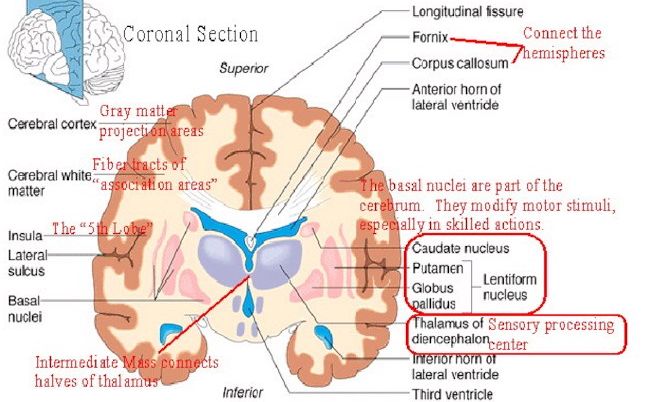 Coronal Section
Superior
Longitudinal fissure
Fornix
Corpus callosum
Connect the
hemispheres
Anterior horn of
lateral ventricle
Cerebral cortex
Gray matter
projection areas
Cerebral white
matter
Fiber tracts of
"association areas"
The basal nuclei are part of the
cerebrum. They modify motor stimuli,
especially in skilled actions.
Insula
The "5th Lobe"
Lateral
sulcus
Basal
nuclei
Caudate nucleus
Putamen
Globus
pallidus
Lentiform
nucleus
Thalamus of
diencephalon
Sensory processing
center
Intermediate Mass connects
halves of thalamus
Inferior horn of
lateral ventricle
Third ventricle
Inferior